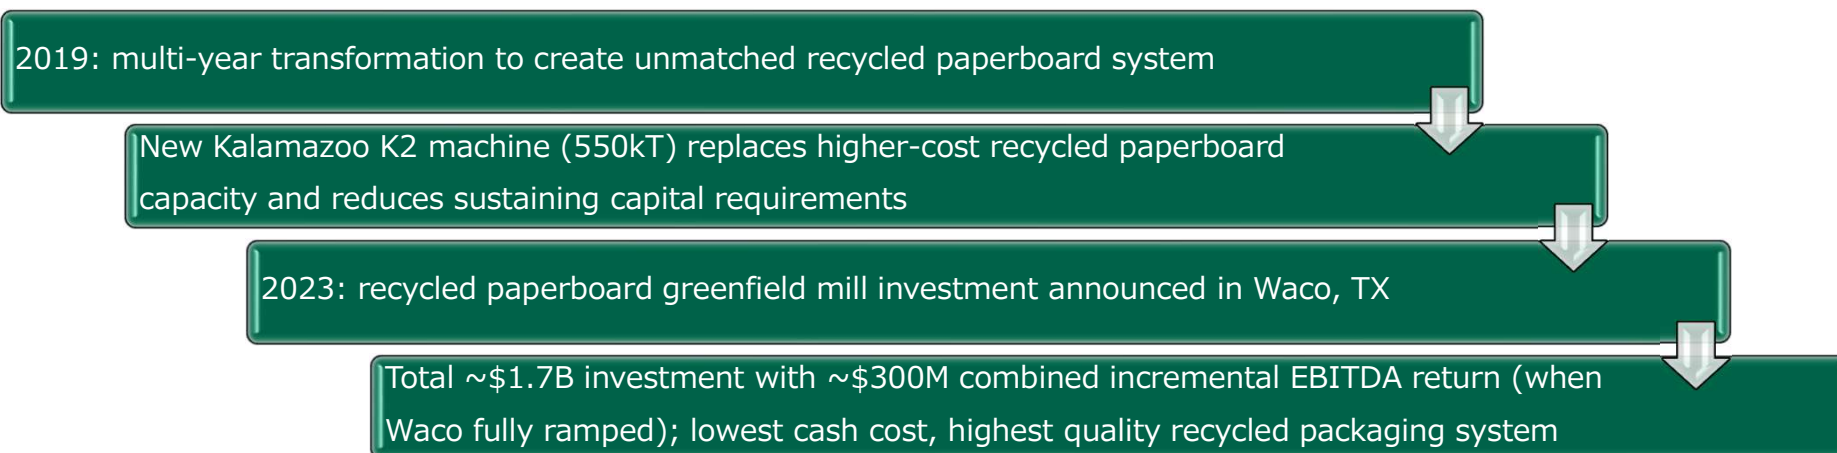 2019: multi-year transformation to create unmatched recycled paperboard system
New Kalamazoo K2 machine (550kT) replaces higher-cost recycled paperboard
capacity and reduces sustaining capital requirements
2023: recycled paperboard greenfield mill investment announced in Waco, TX
Total ~$1.7B investment with ~$300M combined incremental EBITDA return (when
Waco fully ramped); lowest cash cost, highest quality recycled packaging system